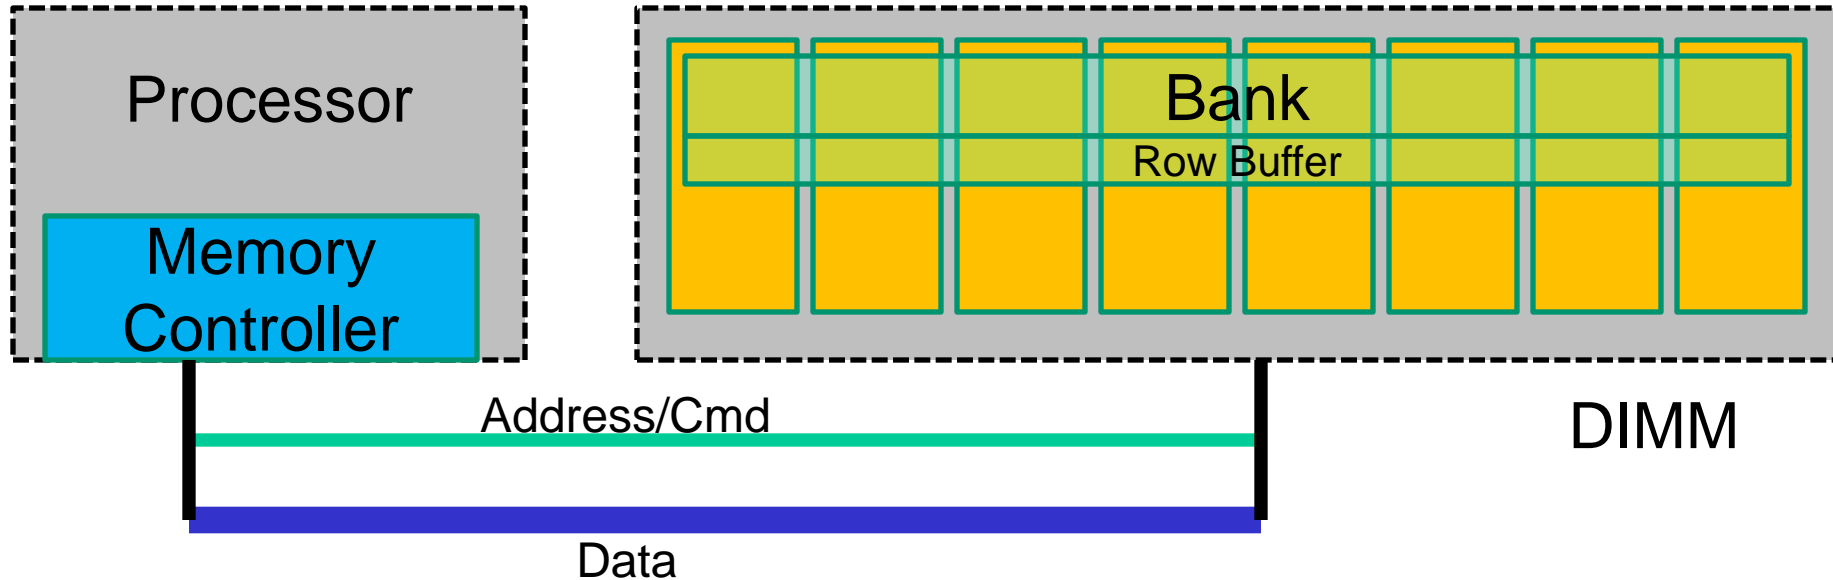 Processor
Memory
Controller
Bank
Row Buffer
Address/Cmd
DIMM
Data